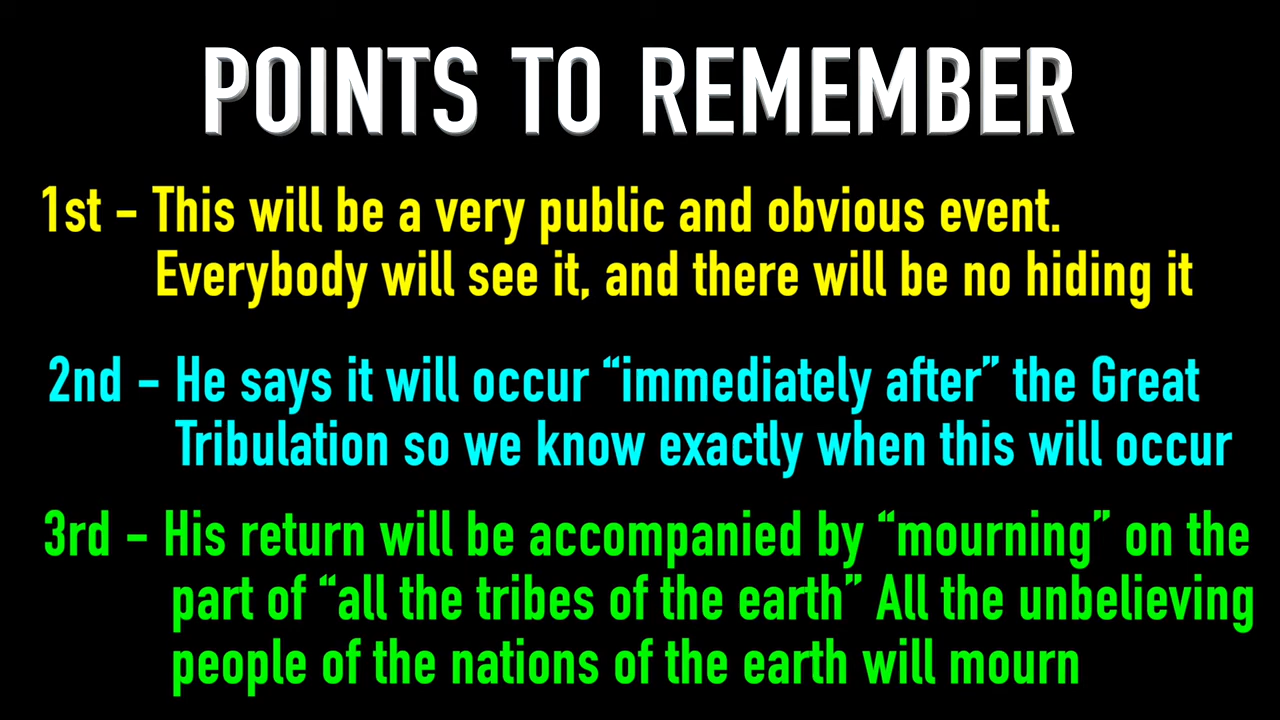 POINTS TO REMEMBER
1st – This will be a very public and obvious event.
Everybody will see it, and there will be no hiding it
2nd – He says it will occur “immediately after” the Great
Tribulation so we know exactly when this will occur
3rd – His return will be accompanied by “mourning” on the
part of “all the tribes of the earth” All the unbelieving
people of the nations of the earth will mourn